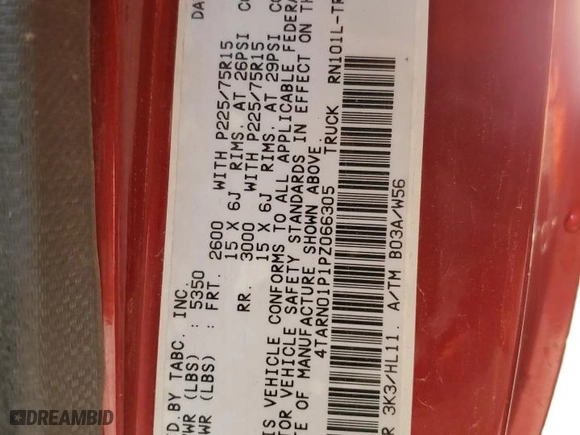 DA
D.BY TABC. INC.
WR (LBS) : 5350
WR (LBS) : FRT. 2600 WITH P225/75R15
15 X 6J RIMS. AT 26PSI CO
RR. 3000 WITH P225/75R15
15 X 6J RIMS. AT 29PSI CO
IS VEHICLE CONFORMS TO ALL APPLICABLE FEDERA
TOR VEHICLE SAFETY STANDARDS IN EFFECT ON TH
TE OF MANUFACTURE SHOWN ABOVE.
4TARN01P1PZ066305 TRUCK RN101L-TR
R 3K3/HL11. A/TM B03A/W56
DREAMBID